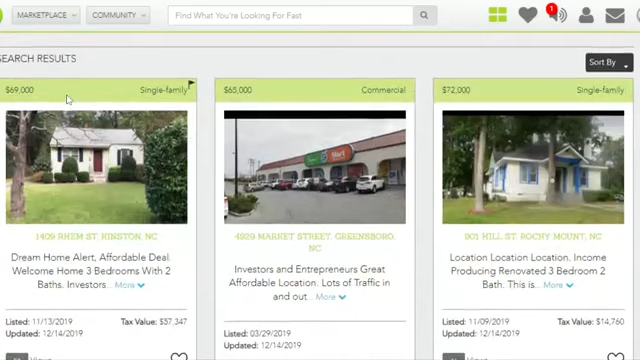 MARKETPLACE COMMUNITY Find What You're Looking For Fast 1
SEARCH RESULTS
Sort By
$69,000 Single-family
1409 RHEM ST, KINSTON, NC
Dream Home Alert, Affordable Deal.
Welcome Home 3 Bedrooms With 2
Baths. Investors... More
Listed: 11/13/2019 Tax Value: $57,347
Updated: 12/14/2019
Views
$65,000 Commercial
4929 MARKET STREET, GREENSBORO,
NC
Investors and Entrepreneurs Great
Affordable Location. Lots of Traffic in
and out... More
Listed: 03/29/2019
Updated: 12/14/2019
$72,000 Single-family
901 HILL ST, ROCKY MOUNT, NC
Location Location Location. Income
Producing Renovated 3 Bedroom 2
Bath. This is... More
Listed: 11/09/2019 Tax Value: $14,760
Updated: 12/14/2019
Views